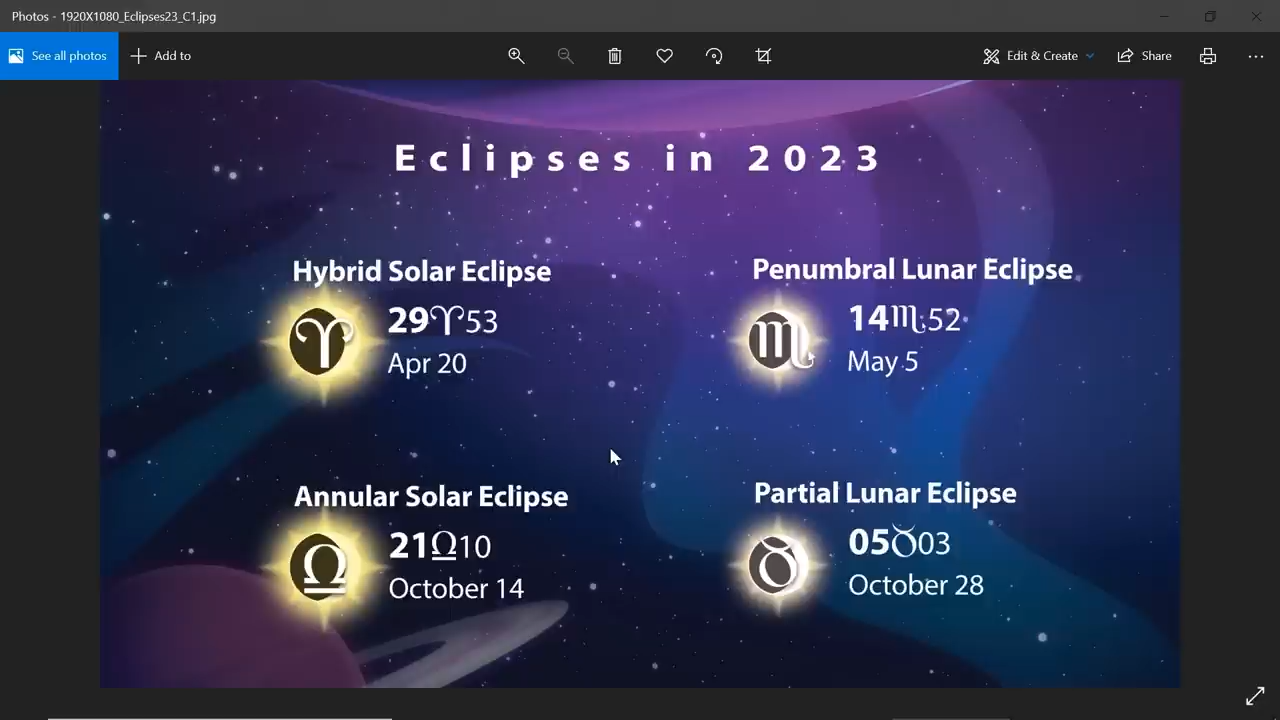 Photos - 1920X1080_Eclipses23_C1.jpg
See all photos
Add to
Edit & Create
Share
Eclipses in 2023
Hybrid Solar Eclipse
♈
29♈53
Apr 20
Penumbral Lunar Eclipse
♏
14♏52
May 5
Annular Solar Eclipse
♎
21♎10
October 14
Partial Lunar Eclipse
♉
05♉03
October 28